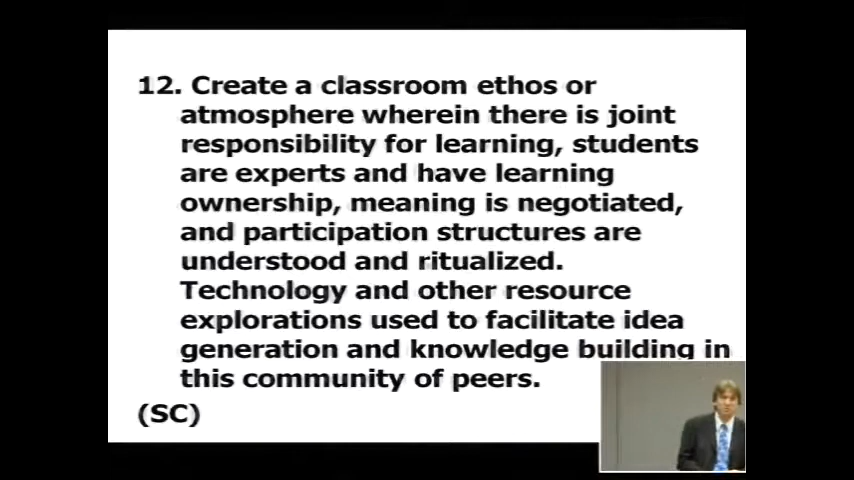 12. Create a classroom ethos or
atmosphere wherein there is joint
responsibility for learning, students
are experts and have learning
ownership, meaning is negotiated,
and participation structures are
understood and ritualized.
Technology and other resource
explorations used to facilitate idea
generation and knowledge building in
this community of peers.
(SC)